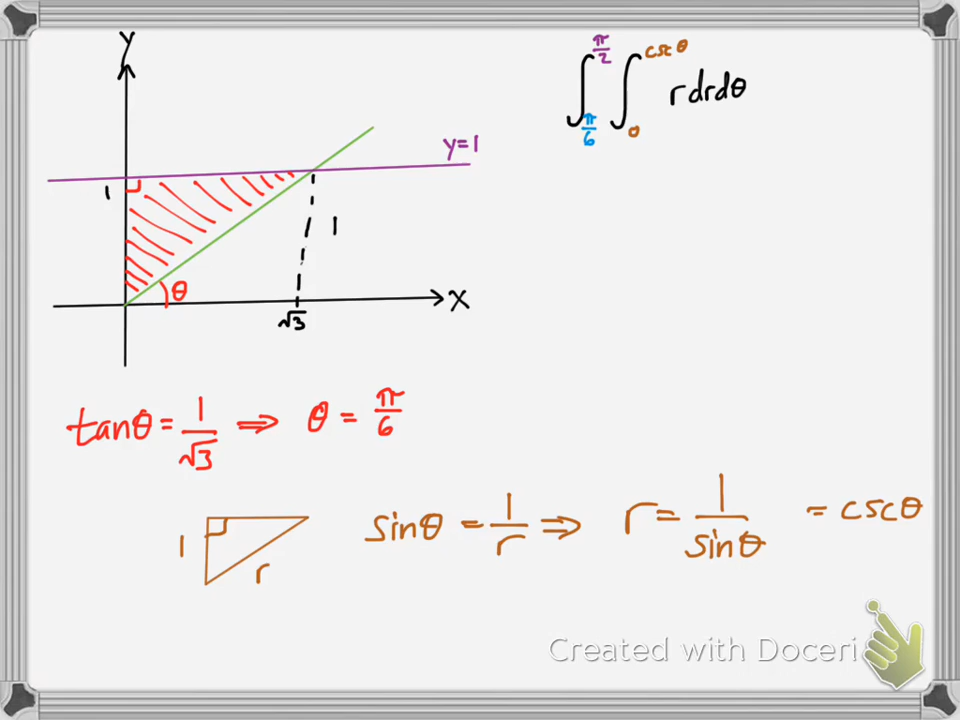 Y
∫_{π/6}^{π/2} ∫_0^{cscθ} r dr dθ
y=1
1
1
θ
X
√3
tanθ = 1/√3 ⇒ θ = π/6
sinθ = 1/r ⇒ r = 1/sinθ = cscθ
1
r
Created with Doceri